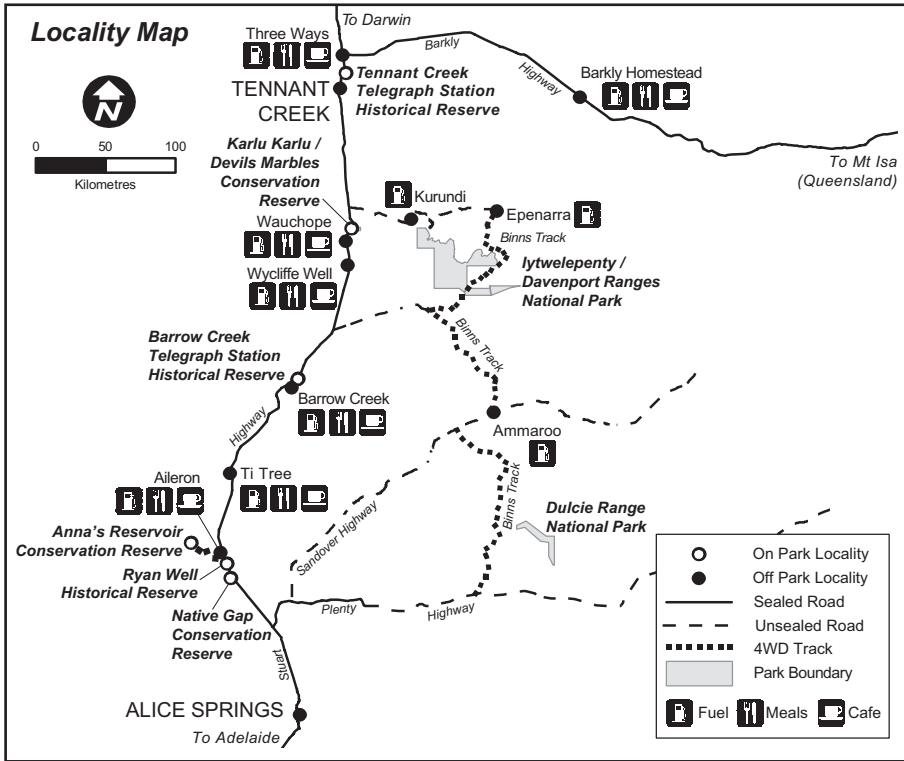 Locality Map
N
0 50 100
Kilometres
To Darwin
Three Ways
Barkly
Highway
Tennant Creek
Telegraph Station
Historical Reserve
TENNANT
CREEK
Barkly Homestead
To Mt Isa
(Queensland)
Karlu Karlu /
Devils Marbles
Conservation
Reserve
Kurundi
Epenarra
Wauchope
Binns Track
Wycliffe Well
Iytwelepenty /
Davenport Ranges
National Park
Barrow Creek
Telegraph Station
Historical Reserve
Binns Track
Barrow Creek
Highway
Ammaroo
Aileron
Ti Tree
Binns Track
Anna's Reservoir
Conservation Reserve
Sandover Highway
Dulcie Range
National Park
Ryan Well
Historical Reserve
Native Gap
Conservation
Reserve
Plenty
Highway
Stuart
ALICE SPRINGS
To Adelaide
On Park Locality
Off Park Locality
Sealed Road
Unsealed Road
4WD Track
Park Boundary
Fuel Meals Cafe